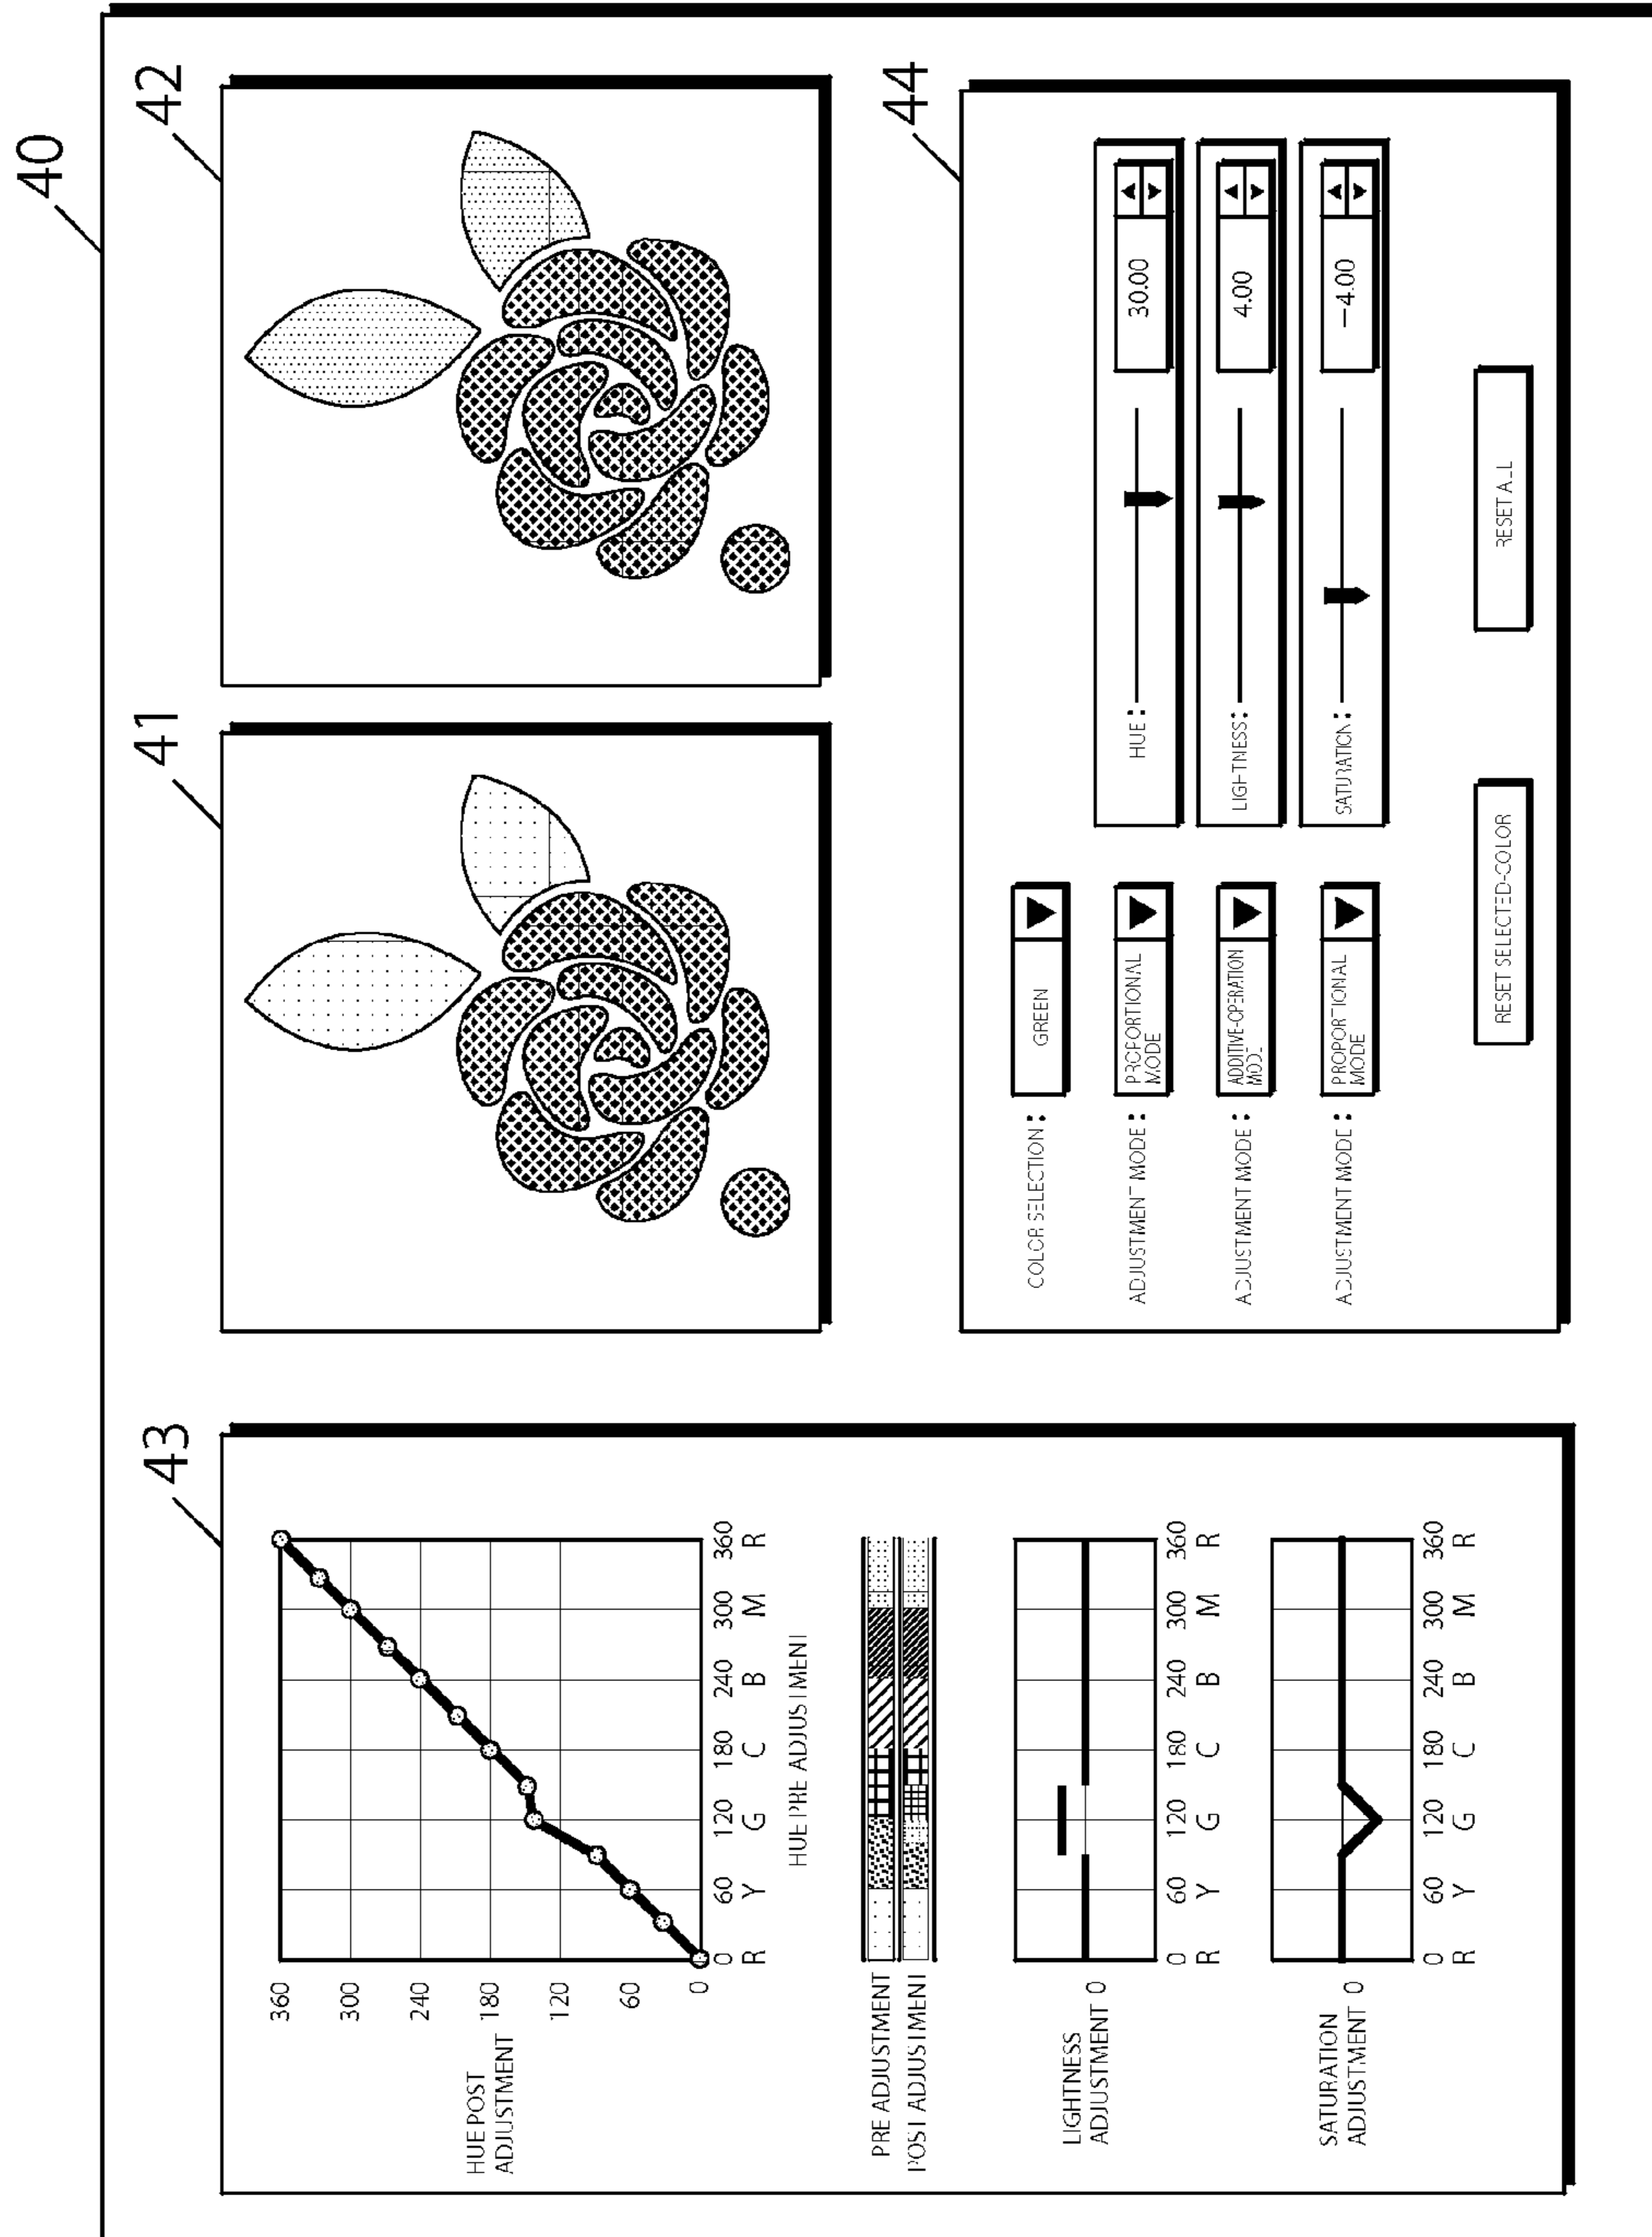 40
43
360
300
240
180
120
60
0
HUE POST
ADJUSTMENT
0 60 120 180 240 300 360
R Y G C B M R
HUE PRE ADJUSTMENT
PRE ADJUSTMENT
POST ADJUSTMENT
LIGHTNESS
ADJUSTMENT 0
0 60 120 180 240 300 360
R Y G C B M R
SATURATION
ADJUSTMENT 0
0 60 120 180 240 300 360
R Y G C B M R
41
42
44
COLOR SELECTION: GREEN ▼
ADJUSTMENT MODE: PROPORTIONAL
MODE ▼
HUE: 30.00
ADJUSTMENT MODE: ADDITIVE-OPERATION
MODE ▼
LIGHTNESS: 4.00
ADJUSTMENT MODE: PROPORTIONAL
MODE ▼
SATURATION: −4.00
RESET SELECTED-COLOR
RESET ALL